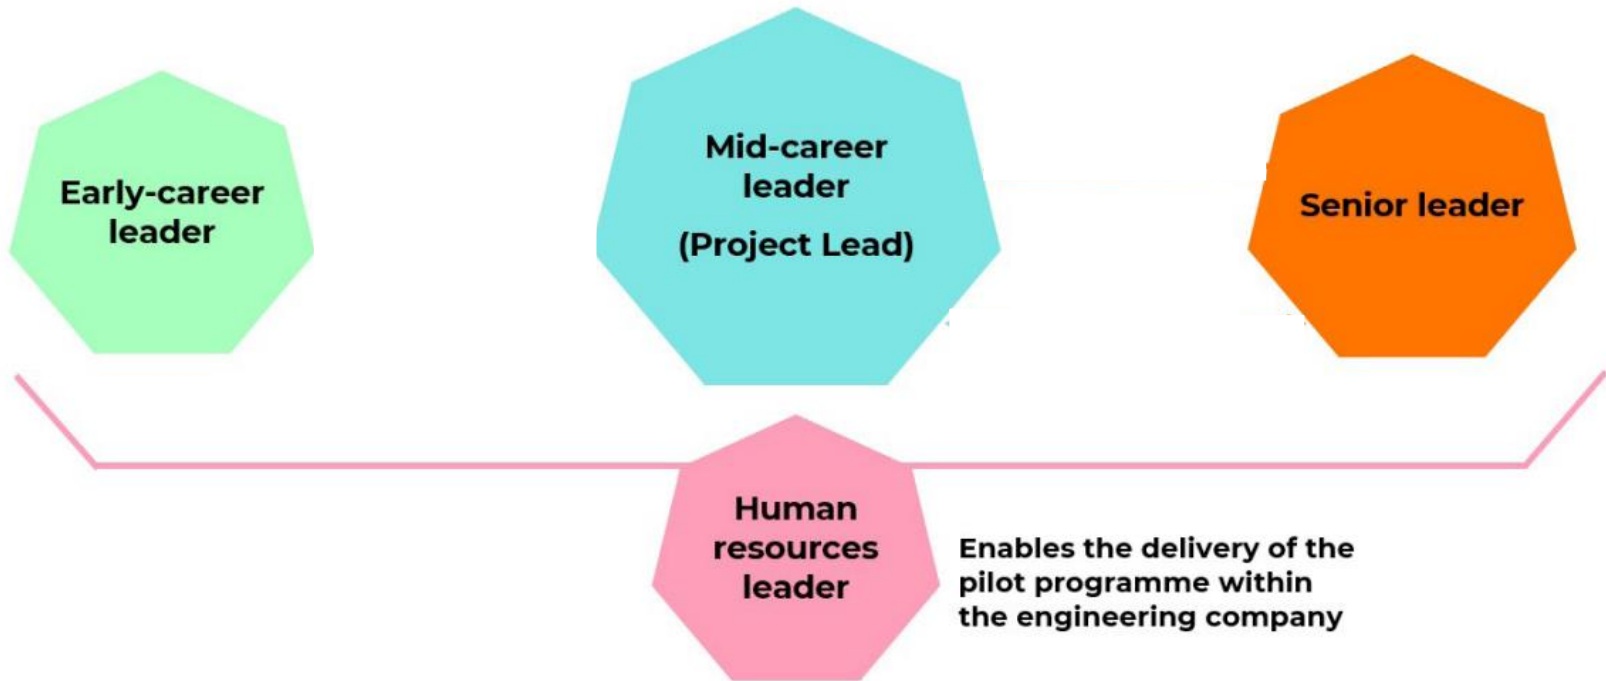 Early-career
leader
Mid-career
leader
(Project Lead)
Senior leader
Human
resources
leader
Enables the delivery of the
pilot programme within
the engineering company